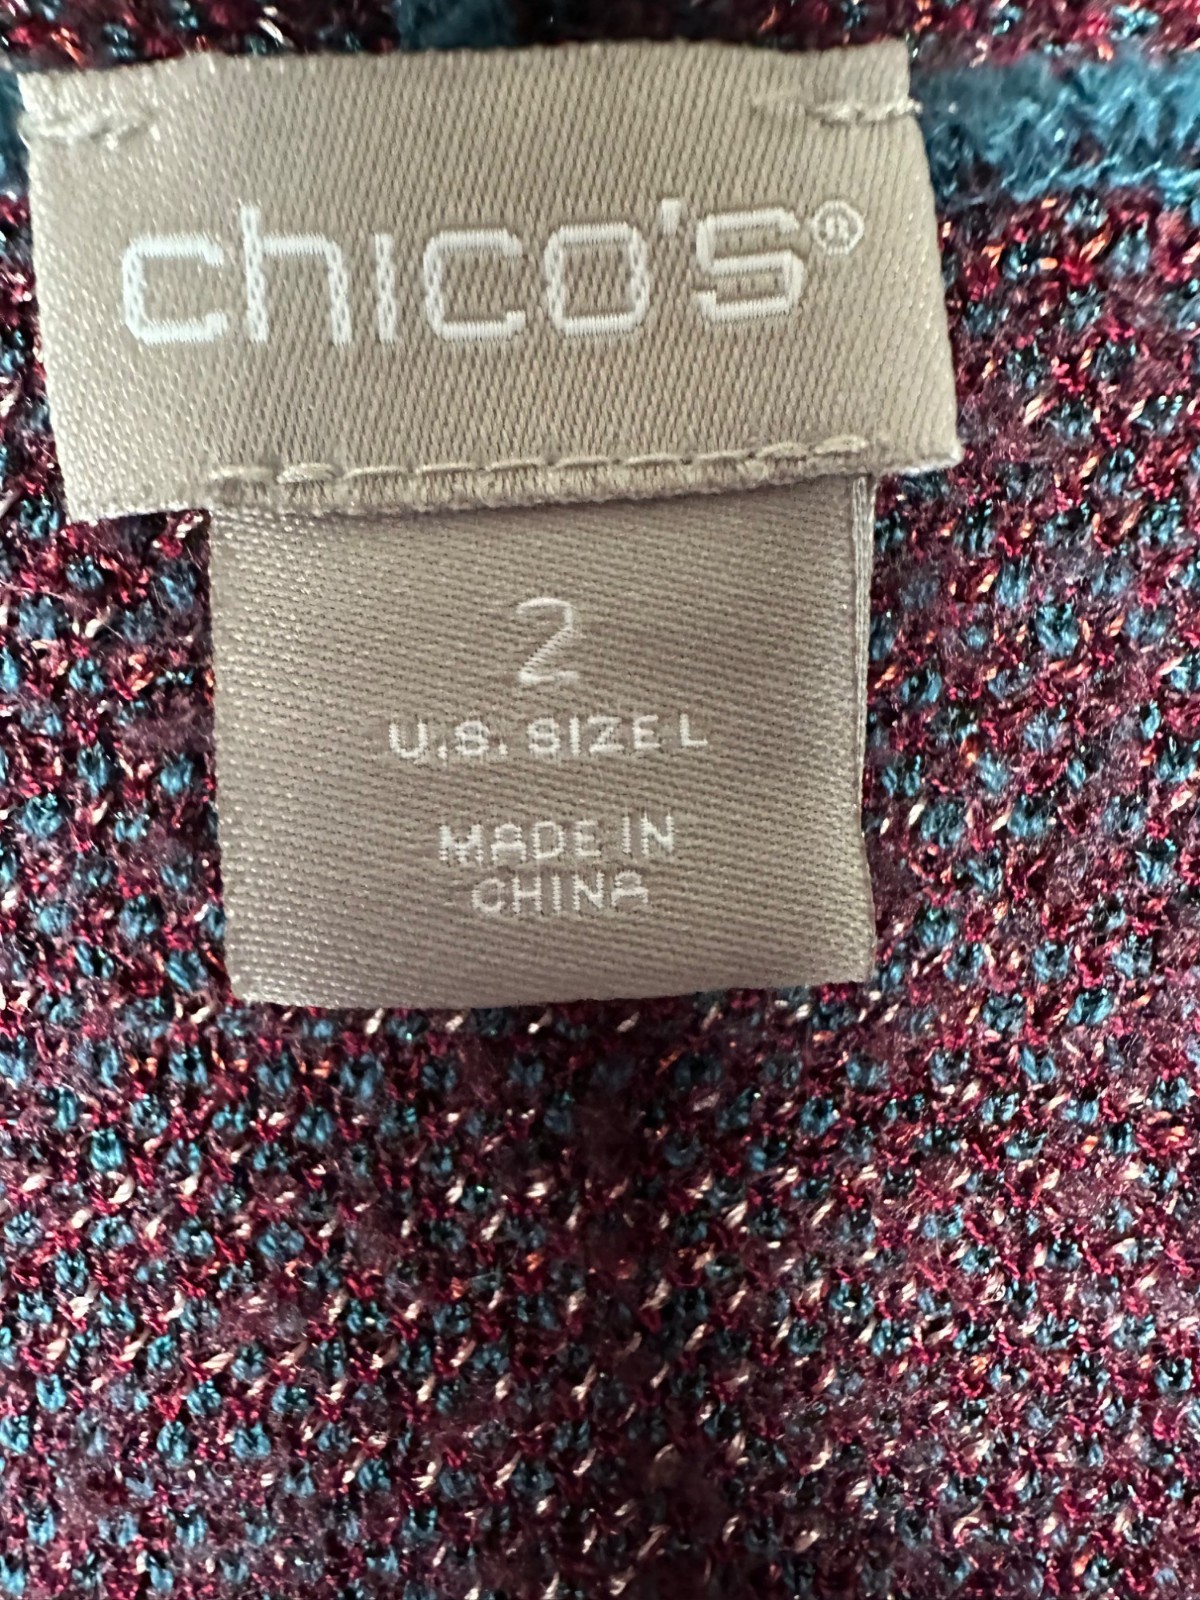 chico's®
2
U.S. SIZE L
MADE IN
CHINA